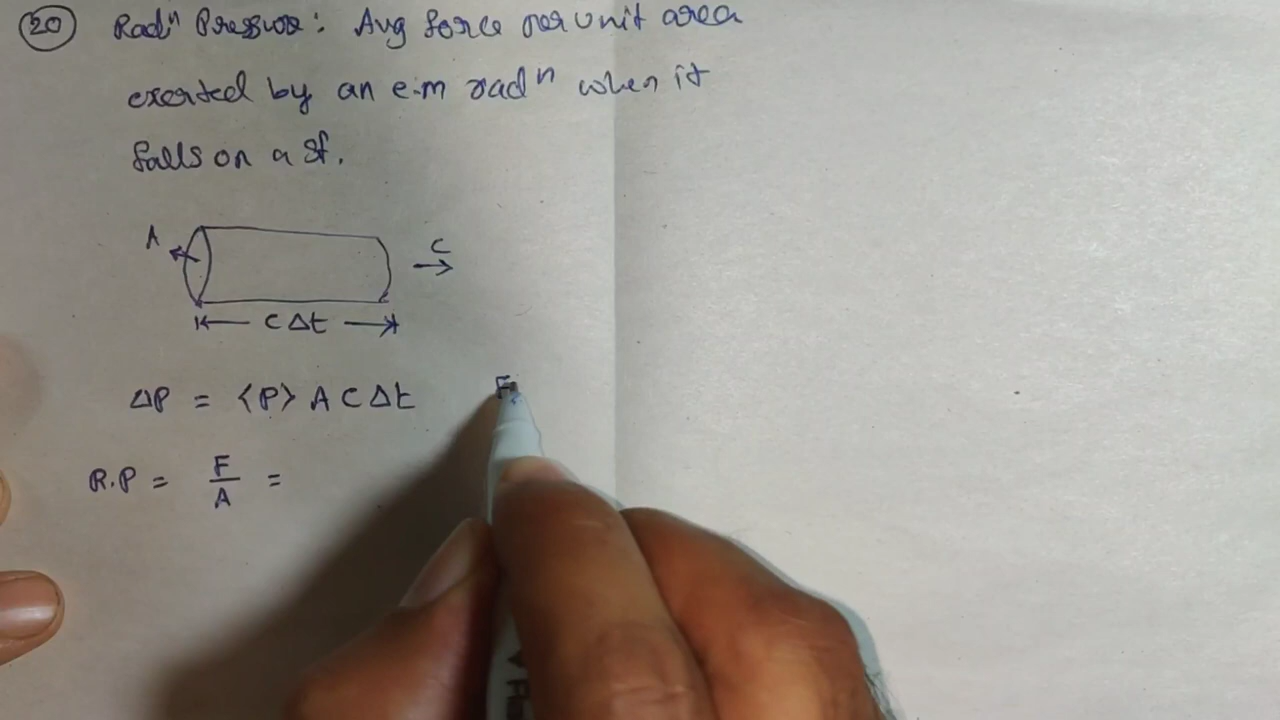 20 Radⁿ Pressure: Avg force per unit area
exerted by an e.m radⁿ when it
falls on a sf.
A
C
C Δt
ΔP = ⟨P⟩ A C Δt
F
R.P = F/A =